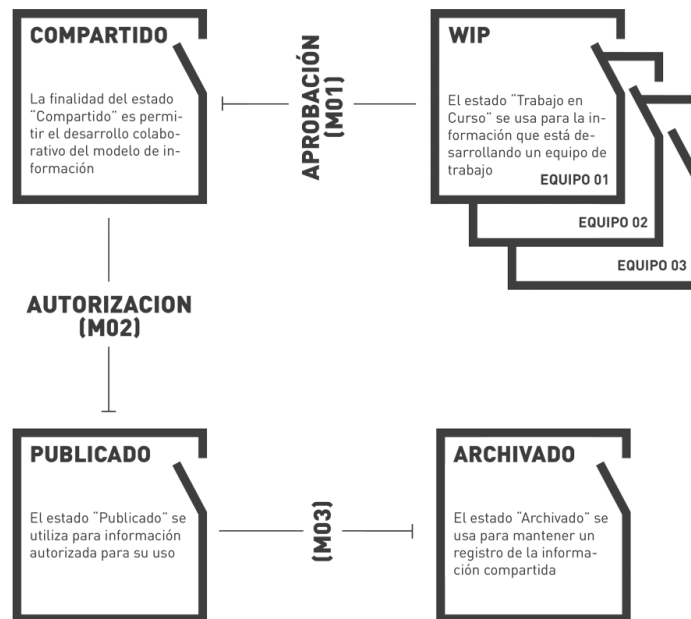 COMPARTIDO
La finalidad del estado
"Compartido" es permi-
tir el desarrollo colabo-
rativo del modelo de in-
formación
APROBACIÓN
(M01)
WIP
El estado "Trabajo en
Curso" se usa para la in-
formación que está de-
sarrollando un equipo de
trabajo
EQUIPO 01
EQUIPO 02
EQUIPO 03
AUTORIZACION
(M02)
PUBLICADO
El estado "Publicado" se
utiliza para información
autorizada para su uso
(M03)
ARCHIVADO
El estado "Archivado" se
usa para mantener un
registro de la informa-
ción compartida